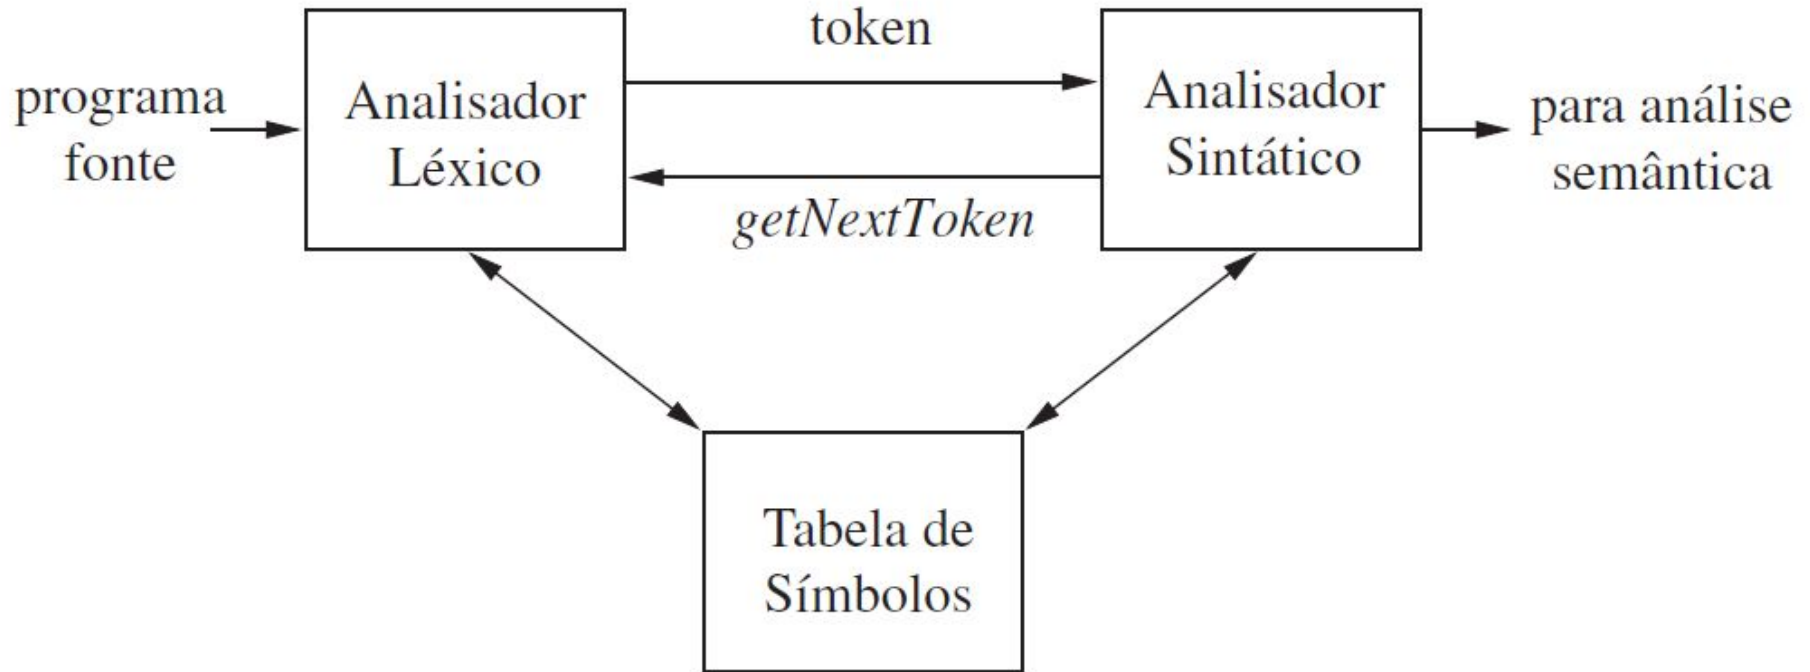 token
programa
fonte
Analisador
Léxico
Analisador
Sintático
para análise
semântica
getNextToken
Tabela de
Símbolos